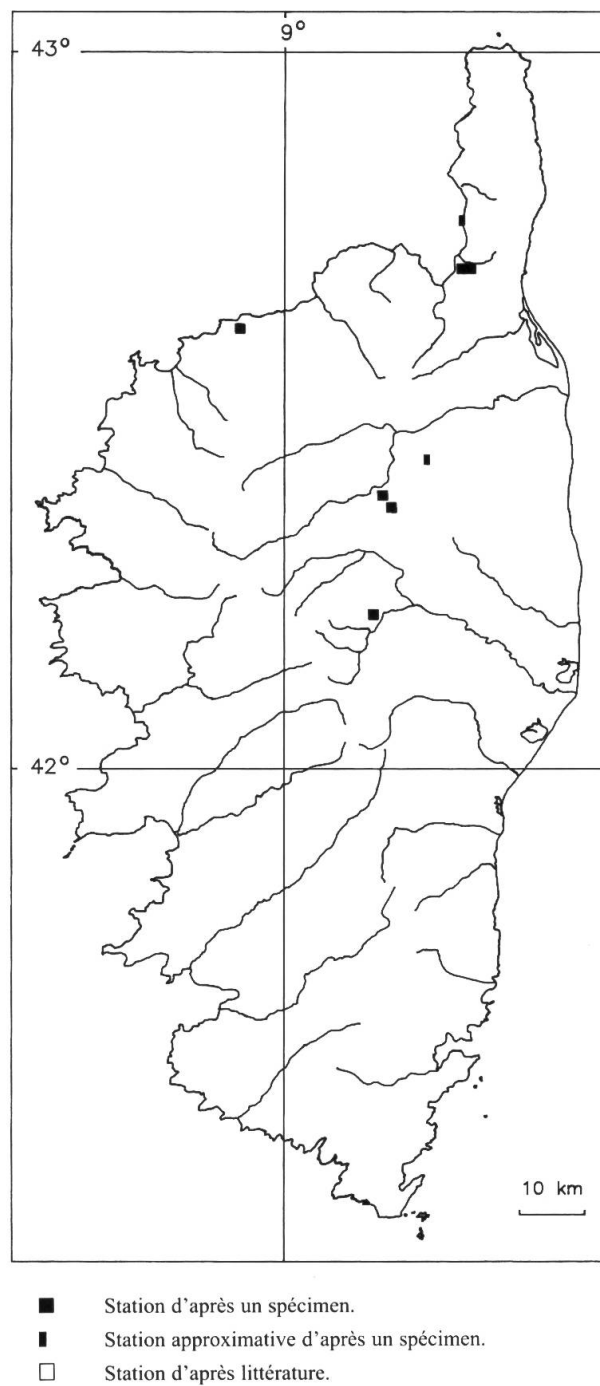 9°
43°
42°
10 km
Station d'après un spécimen.
Station approximative d'après un spécimen.
Station d'après littérature.